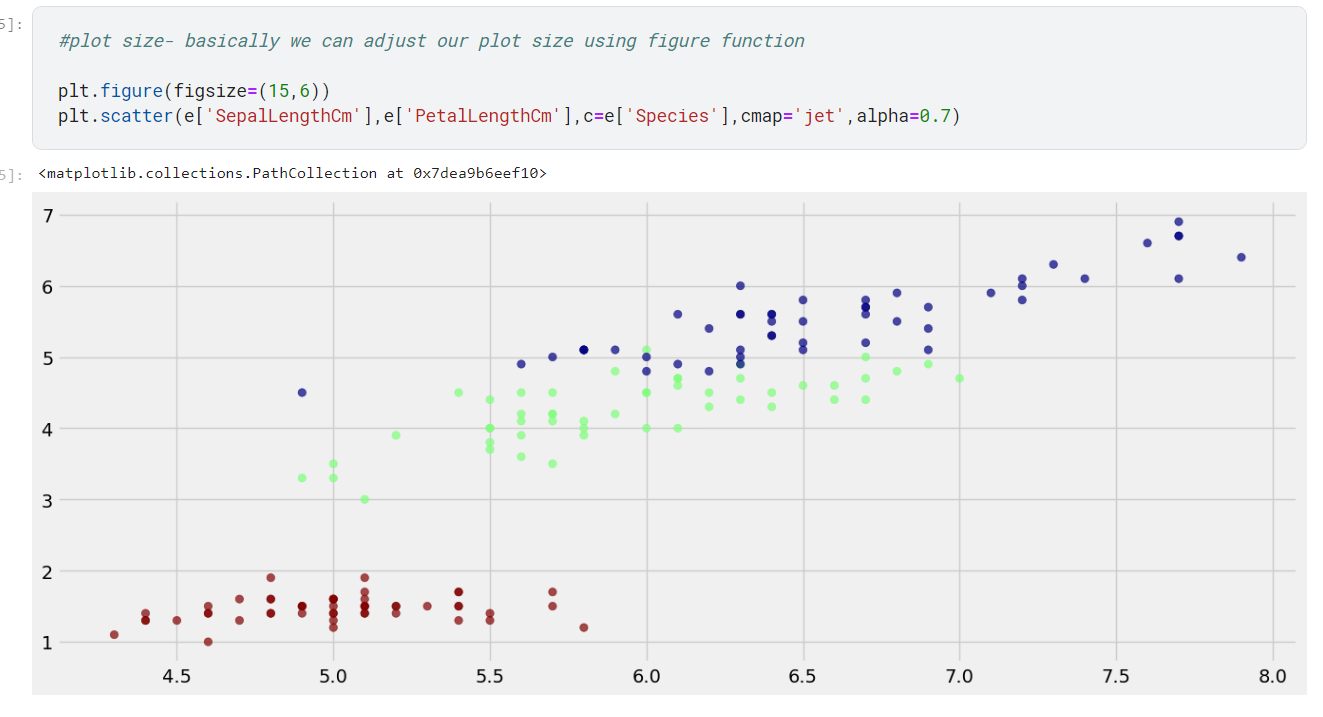 5]:
#plot size- basically we can adjust our plot size using figure function
plt.figure(figsize=(15,6))
plt.scatter(e['SepalLengthCm'],e['PetalLengthCm'],c=e['Species'],cmap='jet',alpha=0.7)
5]:
<matplotlib.collections.PathCollection at 0x7dea9b6eef10>
7
6
5
4
3
2
1
4.5 5.0 5.5 6.0 6.5 7.0 7.5 8.0